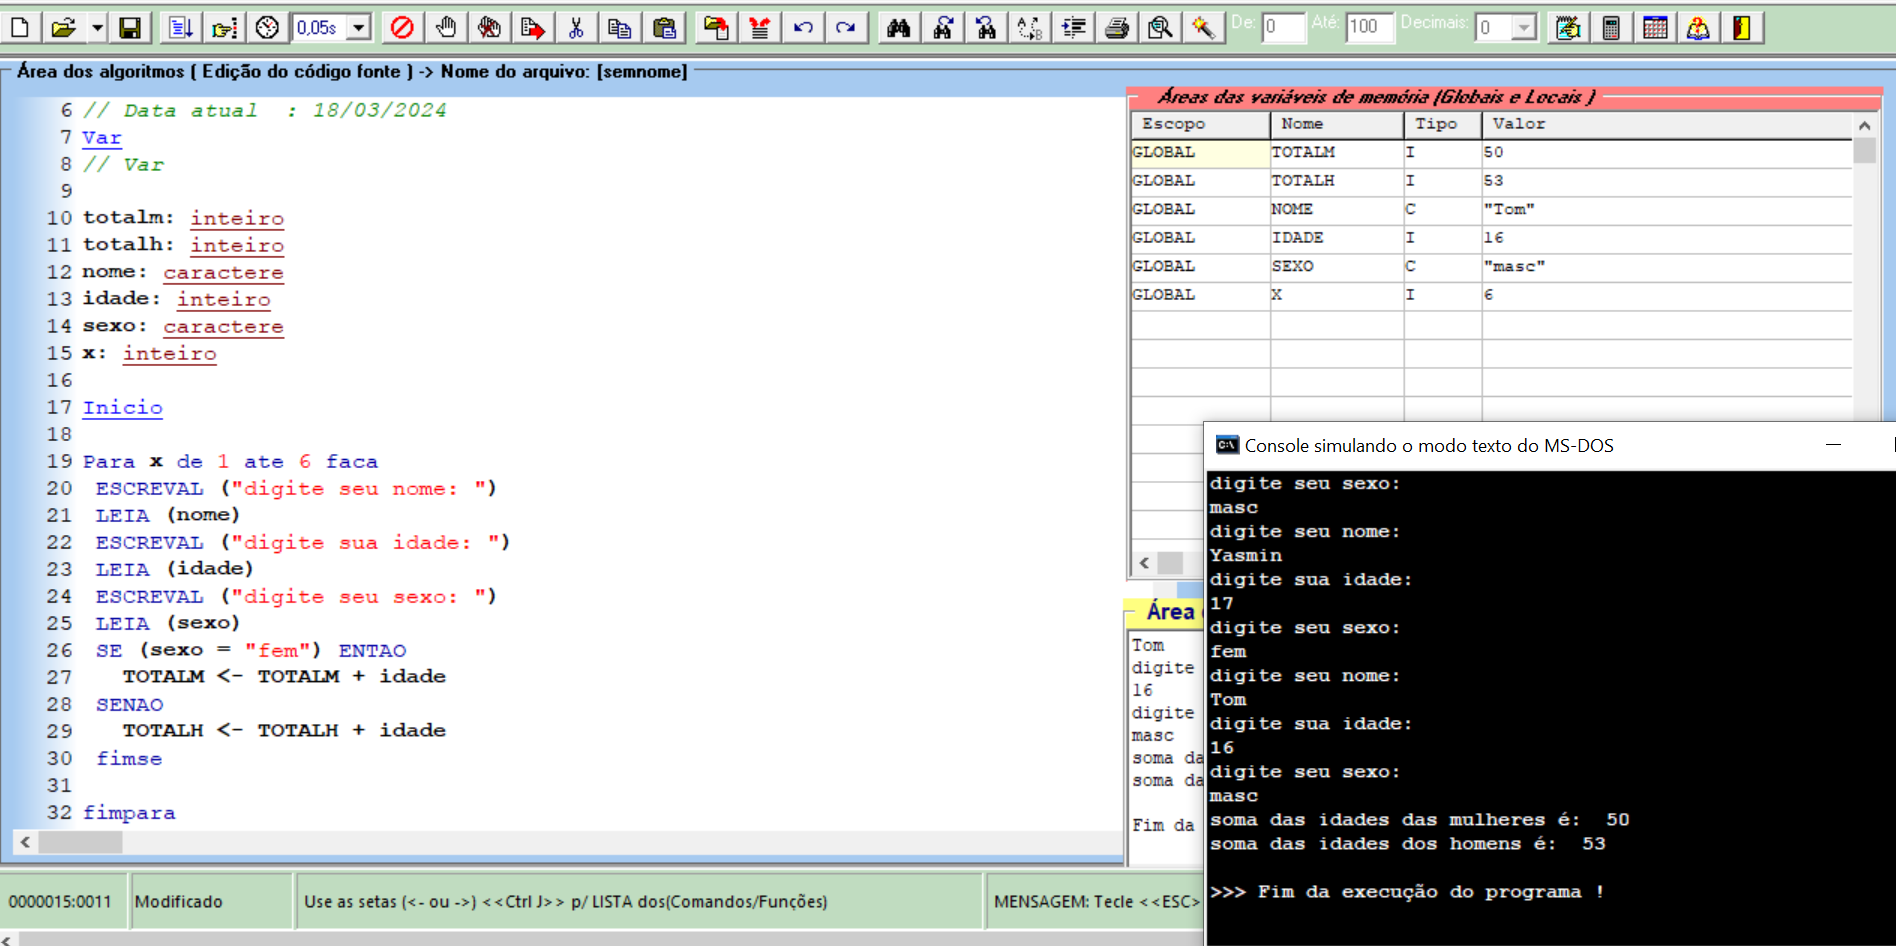 0,05s
De: 0 Até: 100 Decimais: 0
Área dos algoritmos ( Edição do código fonte ) -> Nome do arquivo: [semnome]
6 // Data atual  : 18/03/2024
7 Var
8 // Var
9
10 totalm: inteiro
11 totalh: inteiro
12 nome: caractere
13 idade: inteiro
14 sexo: caractere
15 x: inteiro
16
17 Inicio
18
19 Para x de 1 ate 6 faca
20 ESCREVAL ("digite seu nome: ")
21 LEIA (nome)
22 ESCREVAL ("digite sua idade: ")
23 LEIA (idade)
24 ESCREVAL ("digite seu sexo: ")
25 LEIA (sexo)
26 SE (sexo = "fem") ENTAO
27 TOTALM <- TOTALM + idade
28 SENAO
29 TOTALH <- TOTALH + idade
30 fimse
31
32 fimpara
Áreas das variáveis de memória (Globais e Locais )
Escopo Nome Tipo Valor
GLOBAL TOTALM I 50
GLOBAL TOTALH I 53
GLOBAL NOME C "Tom"
GLOBAL IDADE I 16
GLOBAL SEXO C "masc"
GLOBAL X I 6
Área
Tom
digite
16
digite
masc
soma da
soma da
Fim da
Console simulando o modo texto do MS-DOS
digite seu sexo:
masc
digite seu nome:
Yasmin
digite sua idade:
17
digite seu sexo:
fem
digite seu nome:
Tom
digite sua idade:
16
digite seu sexo:
masc
soma das idades das mulheres é:  50
soma das idades dos homens é:  53
>>> Fim da execução do programa !
0000015:0011 Modificado Use as setas (<- ou ->) <<Ctrl J>> p/ LISTA dos(Comandos/Funções) MENSAGEM: Tecle <<ESC>